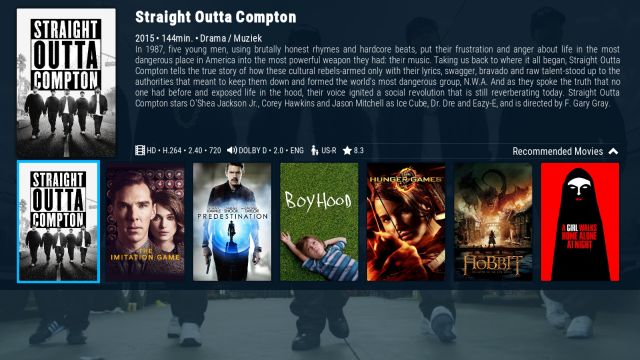 STRAIGHT
OUTTA
COMPTON
Straight Outta Compton
2015 • 144min. • Drama / Muziek
In 1987, five young men, using brutally honest rhymes and hardcore beats, put their frustration and anger about life in the most
dangerous place in America into the most powerful weapon they had: their music. Taking us back to where it all began, Straight Outta
Compton tells the true story of how these cultural rebels-armed only with their lyrics, swagger, bravado and raw talent-stood up to the
authorities that meant to keep them down and formed the world's most dangerous group, N.W.A. And as they spoke the truth that no
one had before and exposed life in the hood, their voice ignited a social revolution that is still reverberating today. Straight Outta
Compton stars O'Shea Jackson Jr., Corey Hawkins and Jason Mitchell as Ice Cube, Dr. Dre and Eazy-E, and is directed by F. Gary Gray.
HD • H.264 • 2.40 • 720 DOLBY D • 2.0 • ENG US-R 8.3
Recommended Movies
STRAIGHT
OUTTA
COMPTON
THE
IMITATION GAME
PREDESTINATION
BOYHOOD
THE
HUNGER GAMES
THE
HOBBIT
A GIRL WALKS
HOME ALONE
AT NIGHT